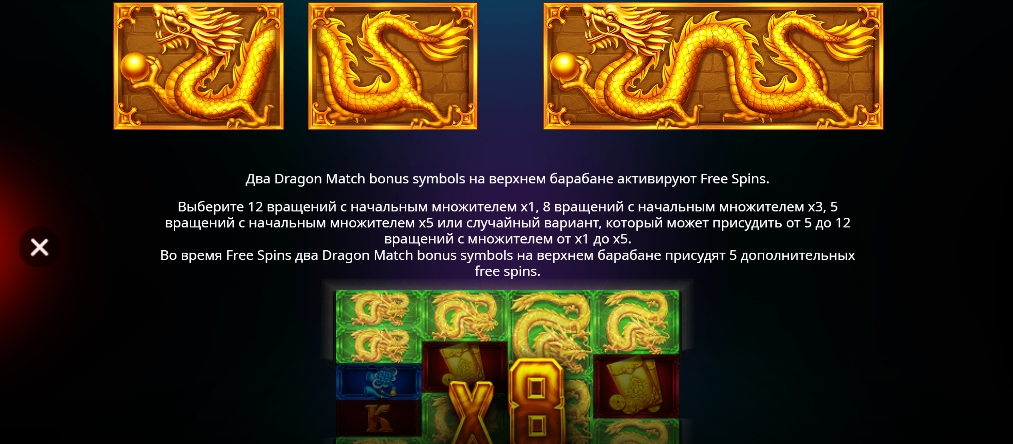 Два Dragon Match bonus symbols на верхнем барабане активируют Free Spins.
Выберите 12 вращений с начальным множителем x1, 8 вращений с начальным множителем x3, 5
вращений с начальным множителем x5 или случайный вариант, который может присудить от 5 до 12
вращений с множителем от x1 до x5.
Во время Free Spins два Dragon Match bonus symbols на верхнем барабане присудят 5 дополнительных
free spins.
K
x8